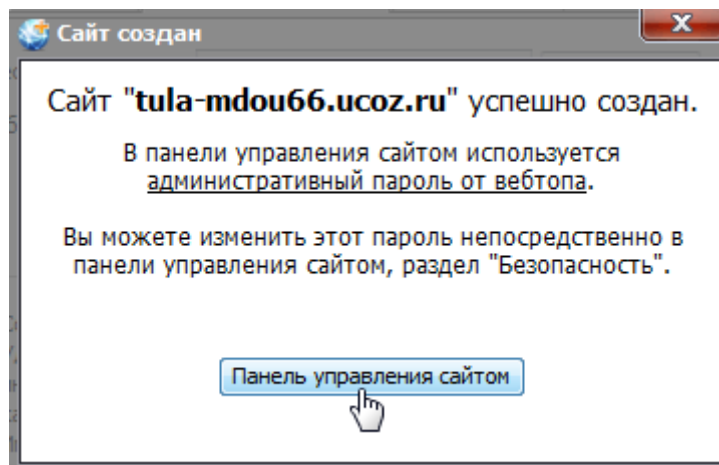 Сайт создан
Сайт "tula-mdou66.ucoz.ru" успешно создан.
В панели управления сайтом используется
административный пароль от вебтопа.
Вы можете изменить этот пароль непосредственно в
панели управления сайтом, раздел "Безопасность".
Панель управления сайтом